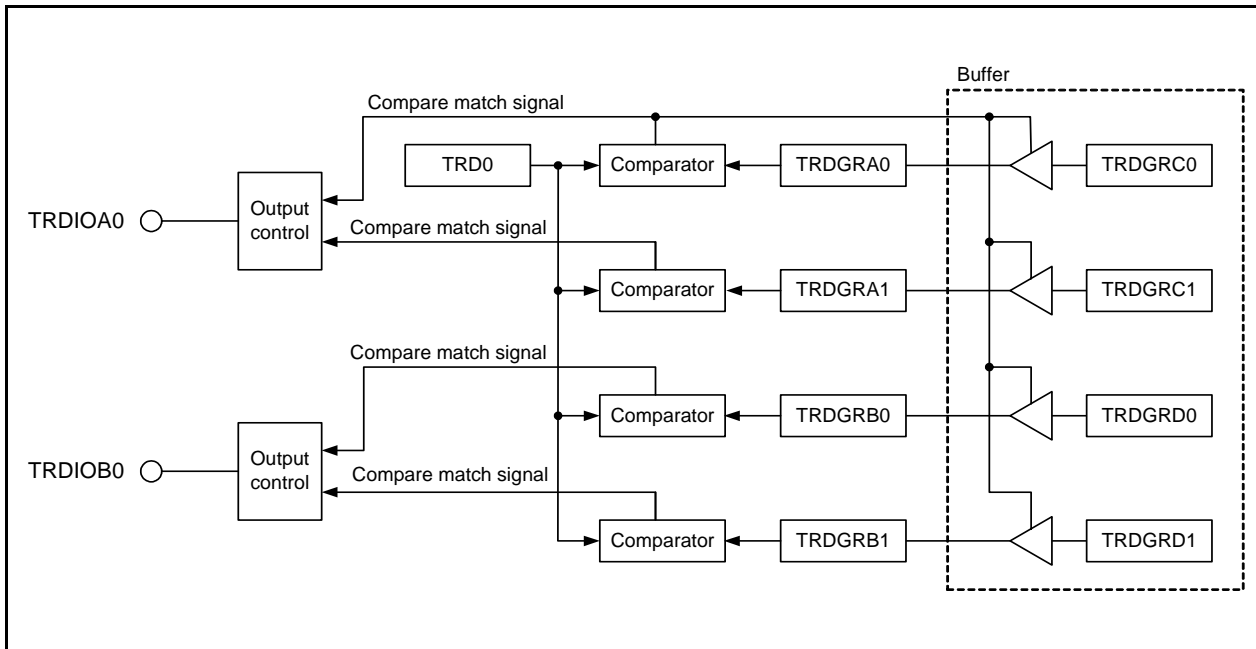 Buffer
Compare match signal
TRD0
Comparator
TRDGRA0
TRDGRC0
TRDIOA0
Output
control
Compare match signal
Comparator
TRDGRA1
TRDGRC1
Compare match signal
Comparator
TRDGRB0
TRDGRD0
TRDIOB0
Output
control
Compare match signal
Comparator
TRDGRB1
TRDGRD1